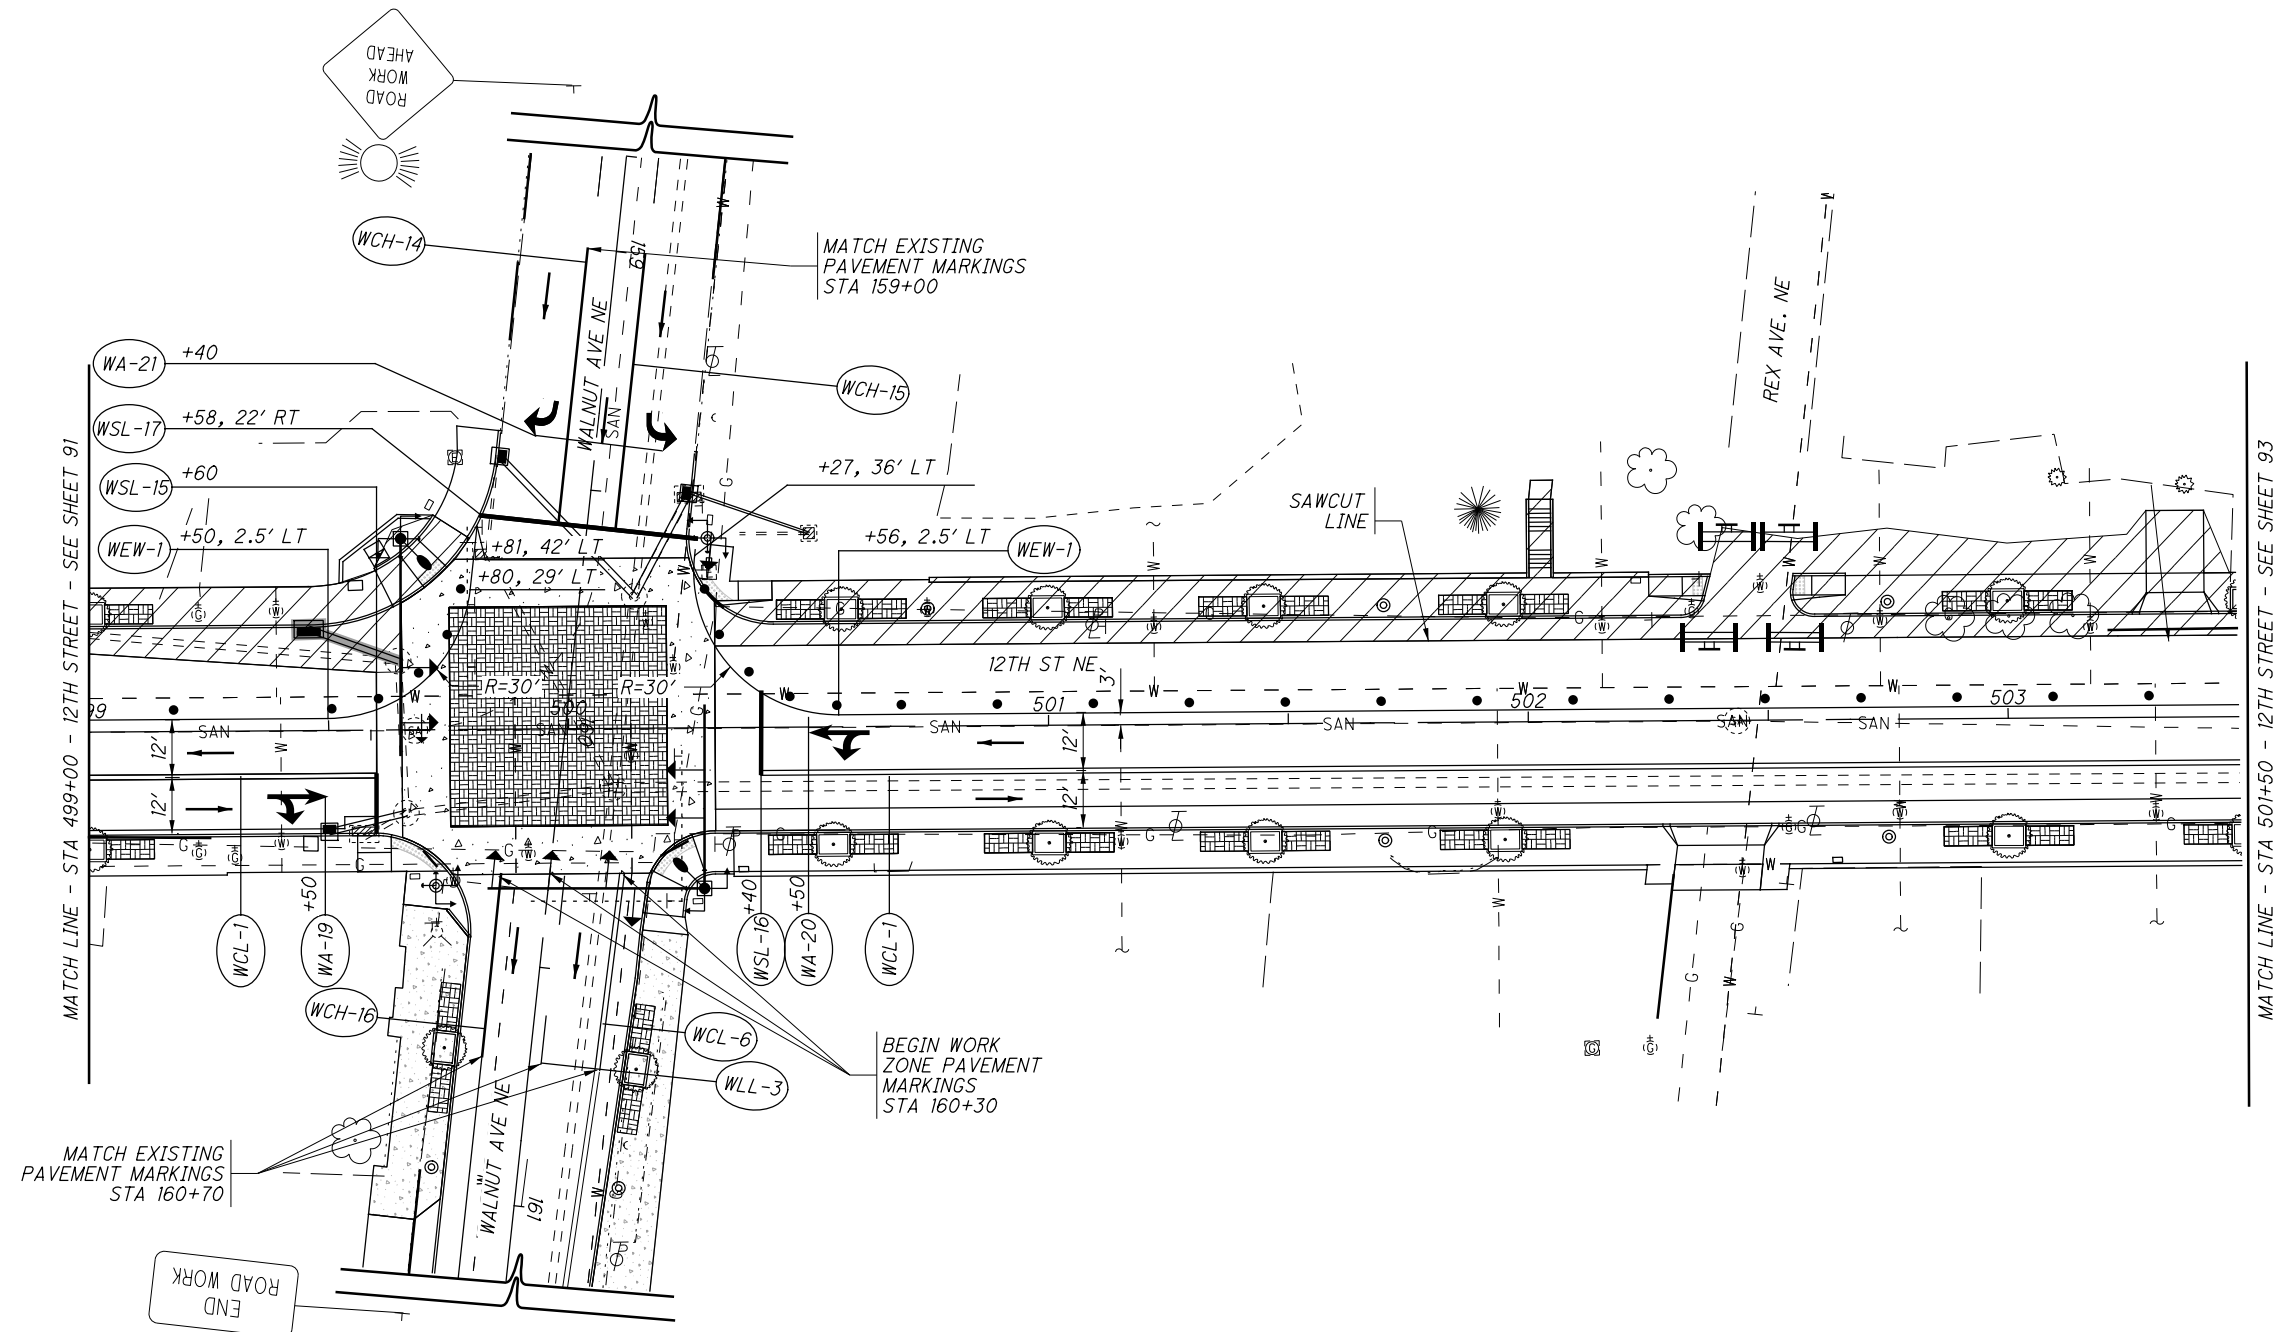 ROAD
WORK
AHEAD
WCH-14
MATCH EXISTING
PAVEMENT MARKINGS
STA 159+00
159
WALNUT AVE NE
SAN
WCH-15
REX AVE. NE
WA-21
+40
WSL-17
+58, 22' RT
WSL-15
+60
WEW-1
+50, 2.5' LT
+27, 36' LT
+81, 42' LT
+80, 29' LT
+56, 2.5' LT
WEW-1
SAWCUT
LINE
MATCH LINE - STA 499+00 - 12TH STREET - SEE SHEET 91
MATCH LINE - STA 501+50 - 12TH STREET - SEE SHEET 93
12TH ST NE
3'
R=30'
R=30'
99
500
160
501
502
503
SAN
SAN
SAN
SAN
SAN
SAN
12'
12'
12'
12'
WCL-1
+50
WA-19
+40
WSL-16
+50
WA-20
WCL-1
WCH-16
WCL-6
WLL-3
BEGIN WORK
ZONE PAVEMENT
MARKINGS
STA 160+30
MATCH EXISTING
PAVEMENT MARKINGS
STA 160+70
WALNUT AVE NE
161
END
ROAD WORK